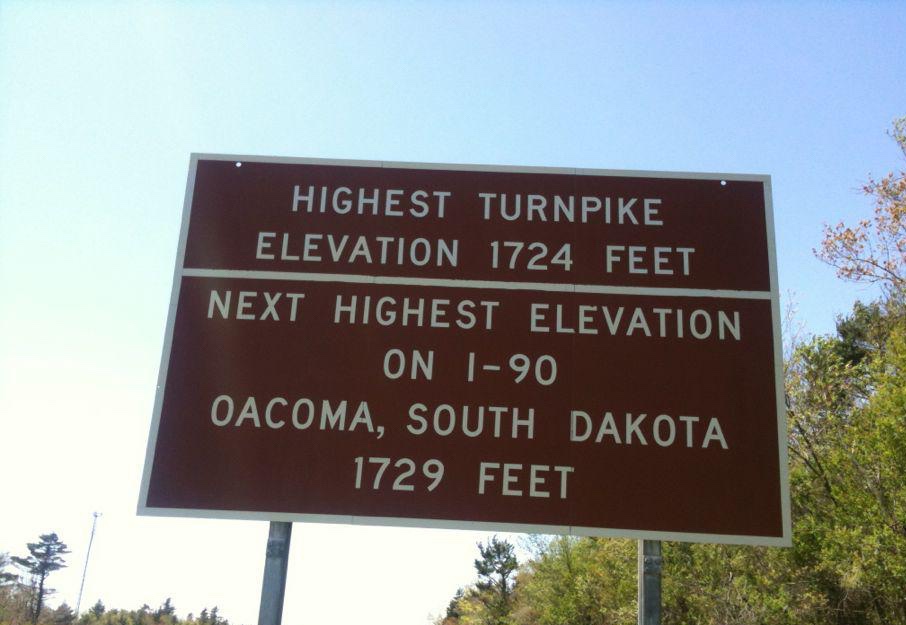 HIGHEST TURNPIKE
ELEVATION 1724 FEET
NEXT HIGHEST ELEVATION
ON I-90
OACOMA, SOUTH DAKOTA
1729 FEET